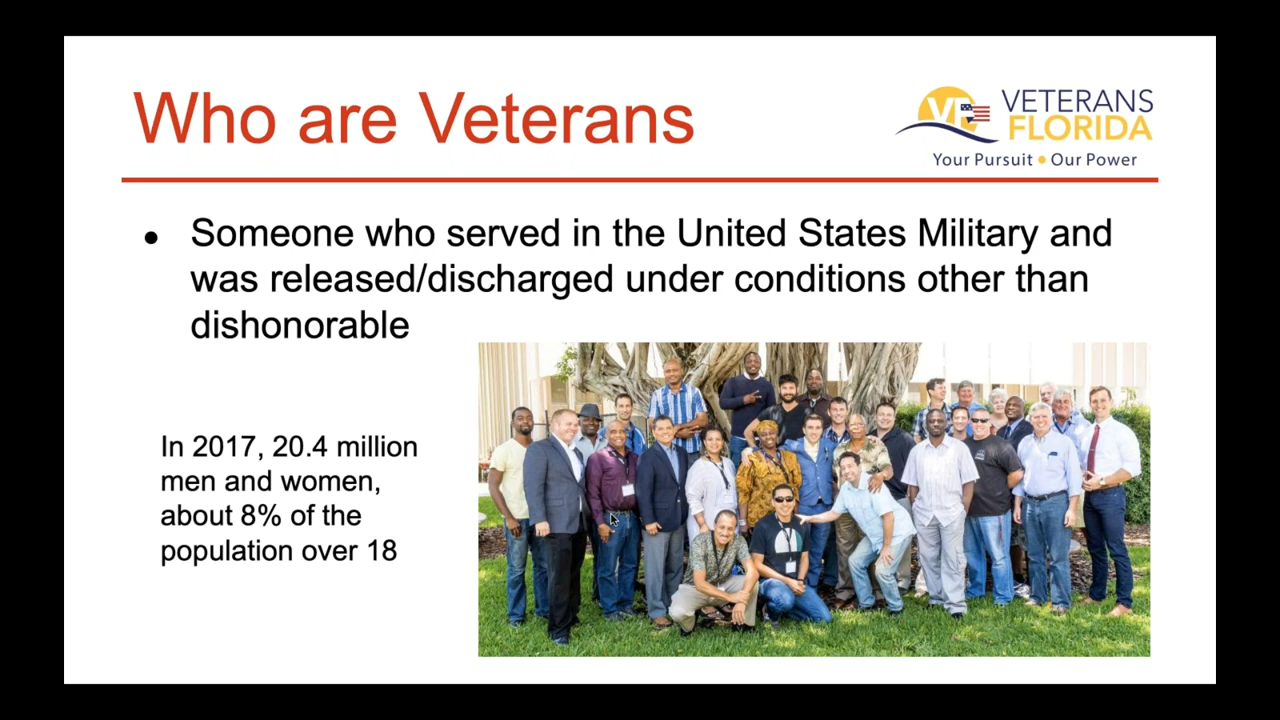 Who are Veterans
VF
VETERANS
FLORIDA
Your Pursuit • Our Power
• Someone who served in the United States Military and
was released/discharged under conditions other than
dishonorable
In 2017, 20.4 million
men and women,
about 8% of the
population over 18